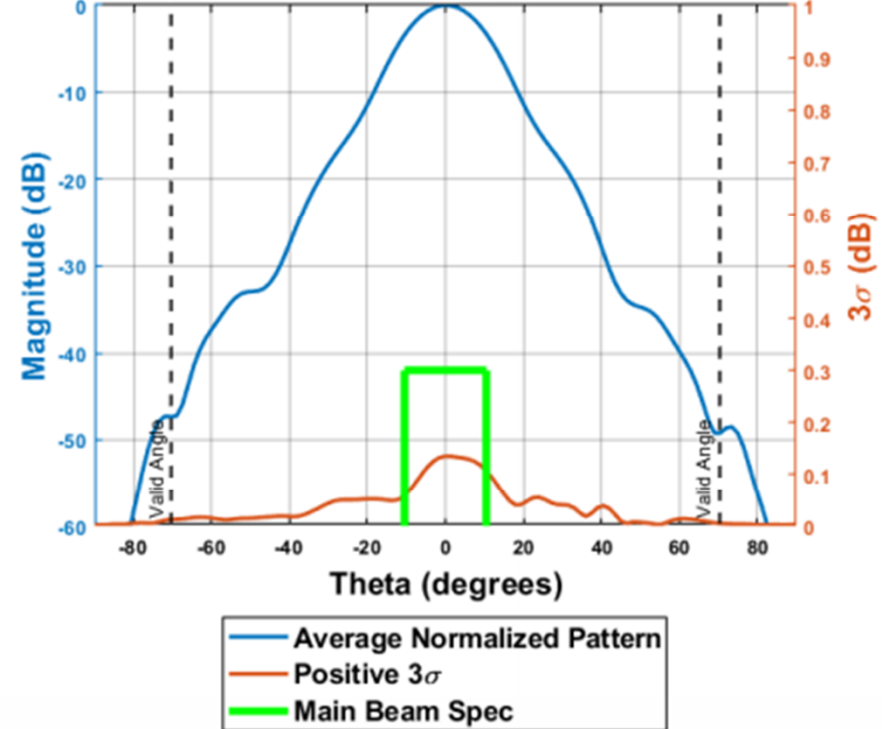 0
-10
-20
-30
-40
-50
-60
Magnitude (dB)
1
0.9
0.8
0.7
0.6
0.5
0.4
0.3
0.2
0.1
0
3σ (dB)
Valid Angle
Valid Angle
-80 -60 -40 -20 0 20 40 60 80
Theta (degrees)
Average Normalized Pattern
Positive 3σ
Main Beam Spec